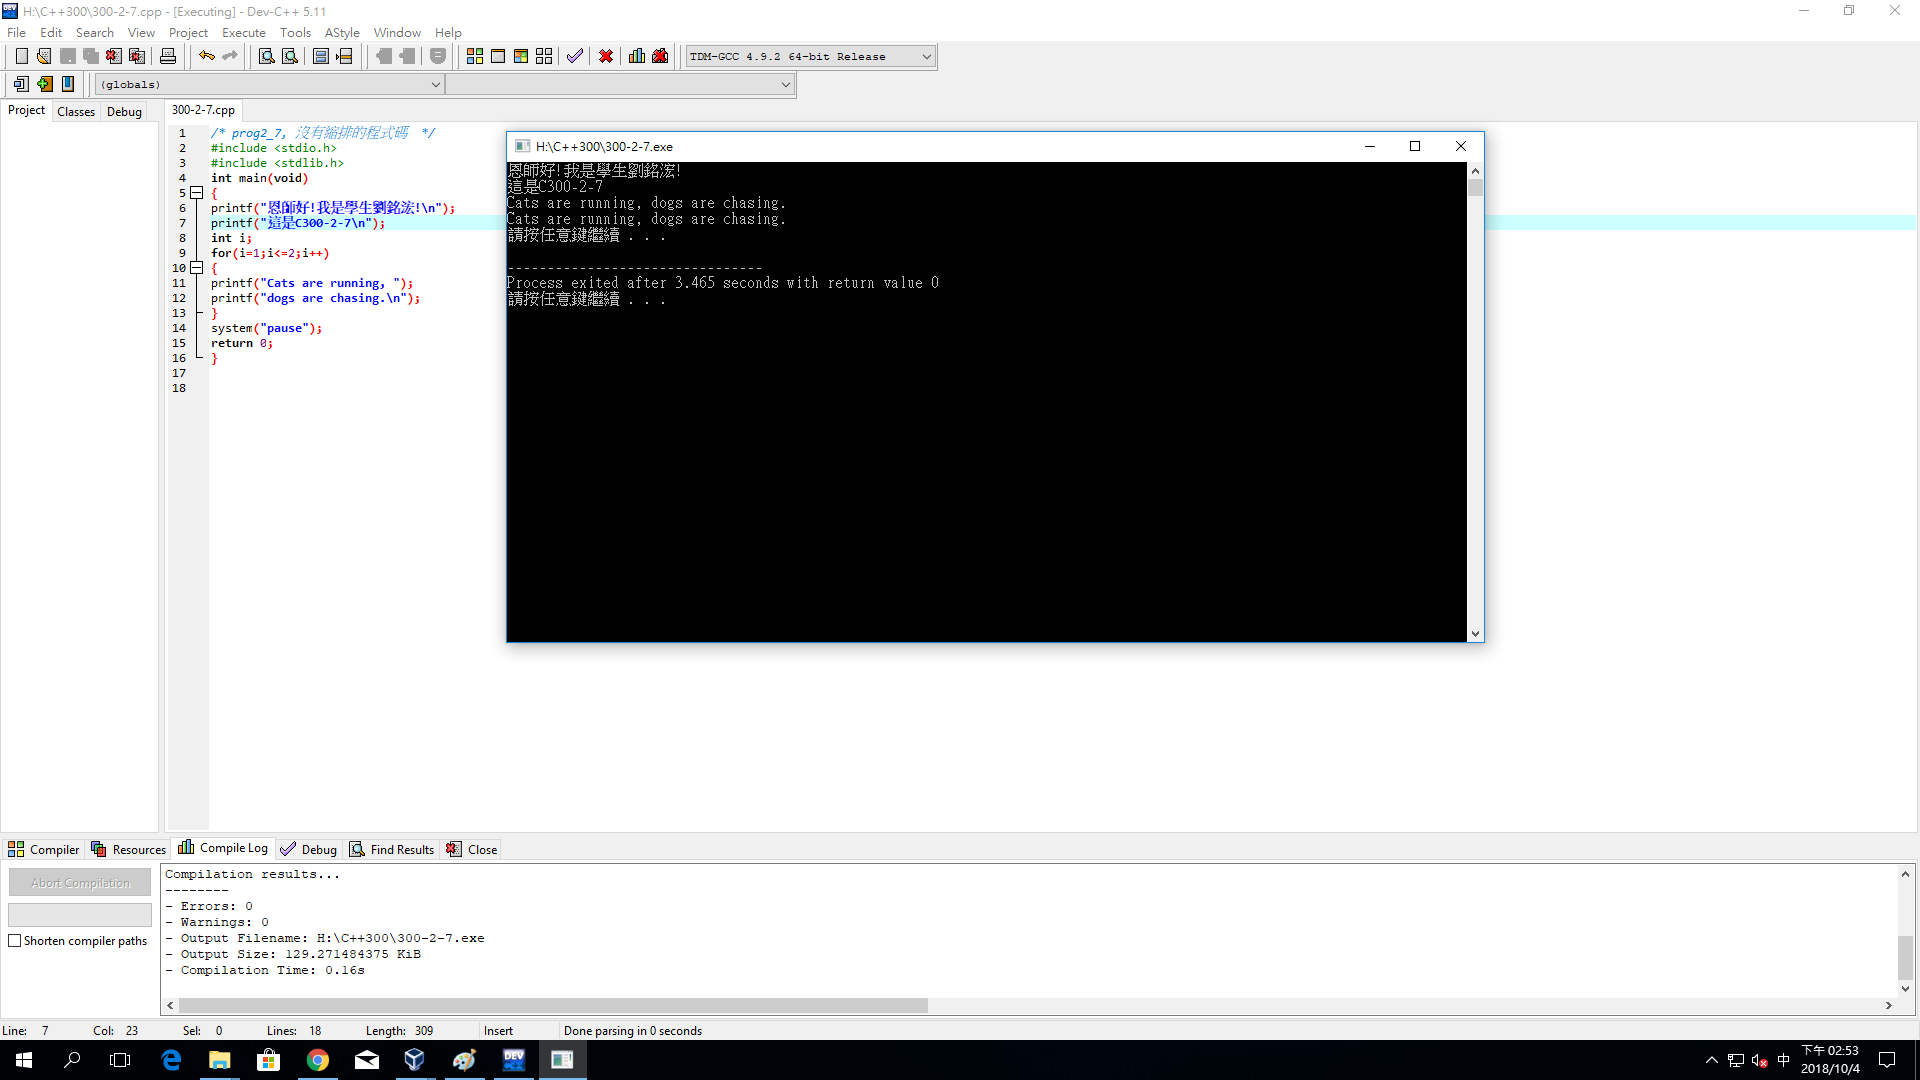 H:\C++300\300-2-7.cpp - [Executing] - Dev-C++ 5.11
File Edit Search View Project Execute Tools AStyle Window Help
TDM-GCC 4.9.2 64-bit Release
(globals)
Project Classes Debug
300-2-7.cpp
1 /* prog2_7, 沒有縮排的程式碼 */
2 #include <stdio.h>
3 #include <stdlib.h>
4 int main(void)
5 {
6 printf("恩師好!我是學生劉銘浤!\n");
7 printf("這是C300-2-7\n");
8 int i;
9 for(i=1;i<=2;i++)
10 {
11 printf("Cats are running, ");
12 printf("dogs are chasing.\n");
13 }
14 system("pause");
15 return 0;
16 }
17
18
H:\C++300\300-2-7.exe
恩師好!我是學生劉銘浤!
這是C300-2-7
Cats are running, dogs are chasing.
Cats are running, dogs are chasing.
請按任意鍵繼續 . . .
--------------------------------
Process exited after 3.465 seconds with return value 0
請按任意鍵繼續 . . .
Compiler Resources Compile Log Debug Find Results Close
Abort Compilation
Shorten compiler paths
Compilation results...
--------
- Errors: 0
- Warnings: 0
- Output Filename: H:\C++300\300-2-7.exe
- Output Size: 129.271484375 KiB
- Compilation Time: 0.16s
Line: 7 Col: 23 Sel: 0 Lines: 18 Length: 309 Insert Done parsing in 0 seconds
DEV
中
下午 02:53
2018/10/4